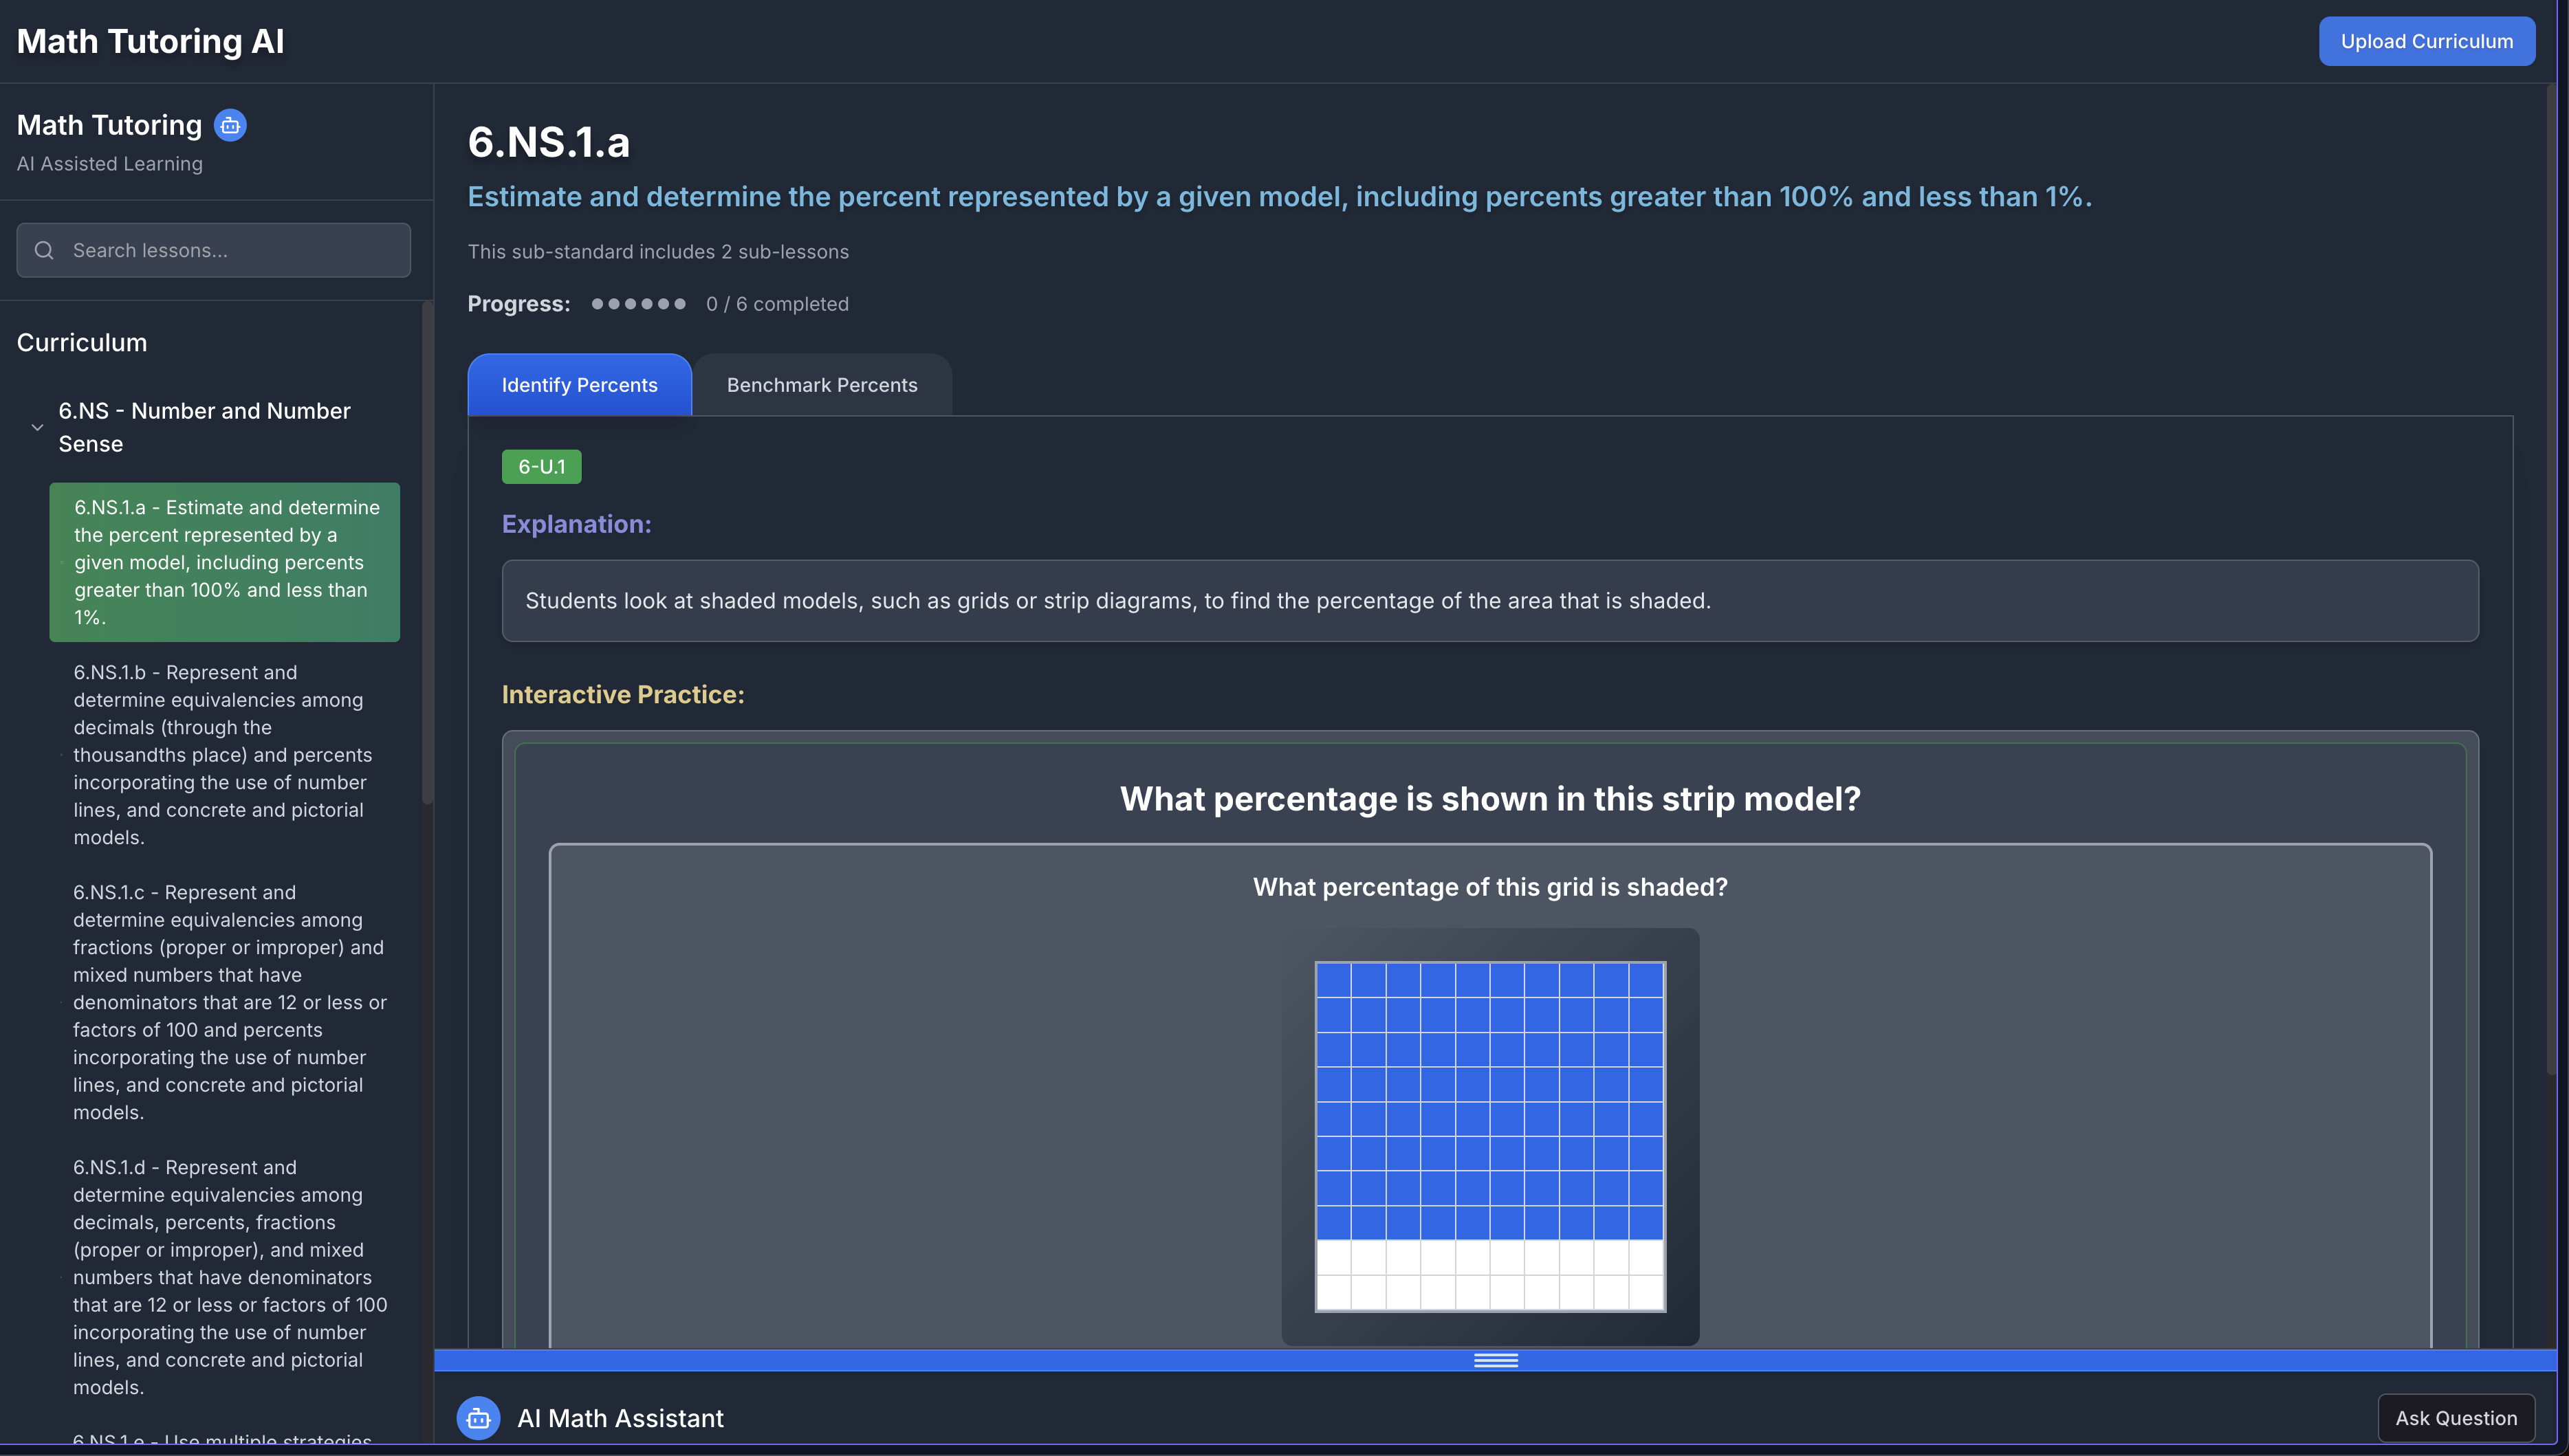 Math Tutoring AI
Upload Curriculum
Math Tutoring
AI Assisted Learning
Search lessons...
Curriculum
6.NS - Number and Number
Sense
6.NS.1.a - Estimate and determine
the percent represented by a
given model, including percents
greater than 100% and less than
1%.
6.NS.1.b - Represent and
determine equivalencies among
decimals (through the
thousandths place) and percents
incorporating the use of number
lines, and concrete and pictorial
models.
6.NS.1.c - Represent and
determine equivalencies among
fractions (proper or improper) and
mixed numbers that have
denominators that are 12 or less or
factors of 100 and percents
incorporating the use of number
lines, and concrete and pictorial
models.
6.NS.1.d - Represent and
determine equivalencies among
decimals, percents, fractions
(proper or improper), and mixed
numbers that have denominators
that are 12 or less or factors of 100
incorporating the use of number
lines, and concrete and pictorial
models.
6.NS.1.e - Use multiple strategies
6.NS.1.a
Estimate and determine the percent represented by a given model, including percents greater than 100% and less than 1%.
This sub-standard includes 2 sub-lessons
Progress: 0 / 6 completed
Identify Percents
Benchmark Percents
6-U.1
Explanation:
Students look at shaded models, such as grids or strip diagrams, to find the percentage of the area that is shaded.
Interactive Practice:
What percentage is shown in this strip model?
What percentage of this grid is shaded?
AI Math Assistant
Ask Question